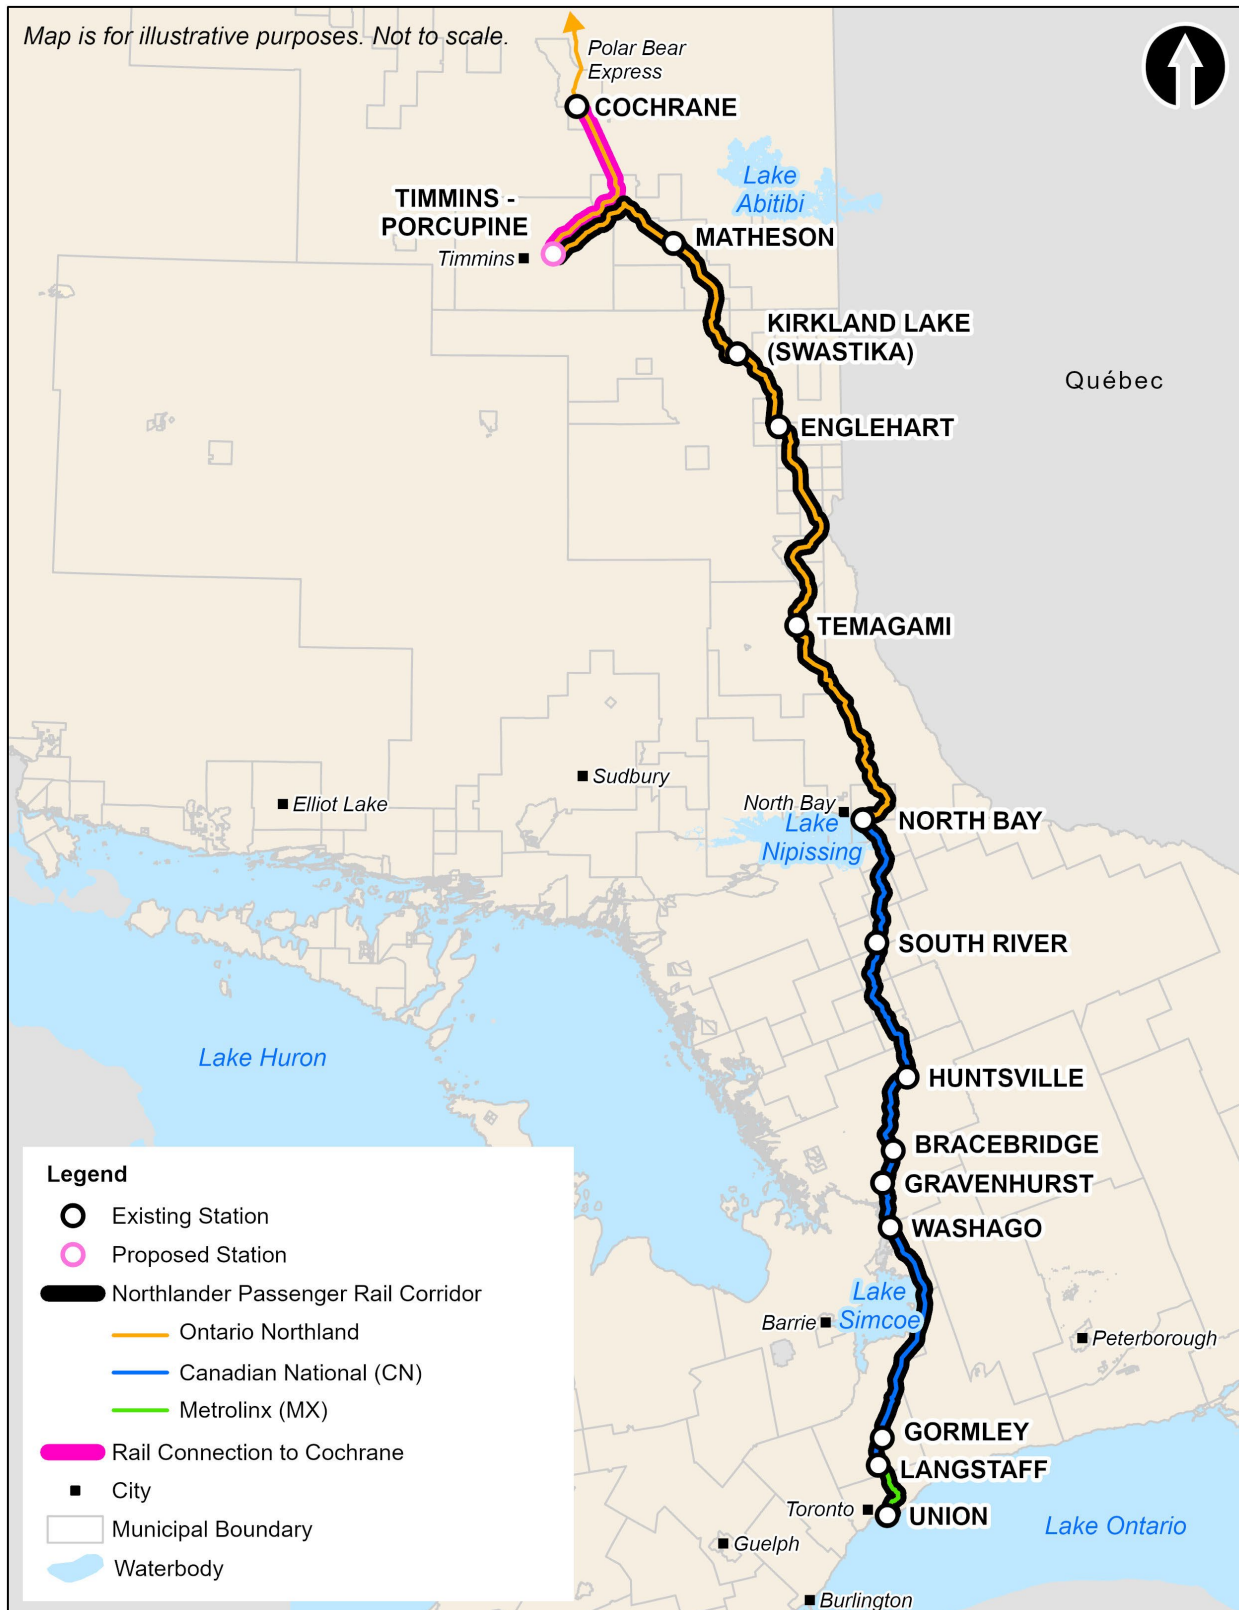 Map is for illustrative purposes. Not to scale.
Polar Bear
Express
COCHRANE
Lake
Abitibi
TIMMINS -
PORCUPINE
Timmins
MATHESON
KIRKLAND LAKE
(SWASTIKA)
Québec
ENGLEHART
TEMAGAMI
Sudbury
Elliot Lake
North Bay
NORTH BAY
Lake
Nipissing
SOUTH RIVER
Lake Huron
HUNTSVILLE
BRACEBRIDGE
GRAVENHURST
WASHAGO
Lake
Simcoe
Barrie
Peterborough
GORMLEY
LANGSTAFF
Toronto
UNION
Lake Ontario
Guelph
Burlington
Legend
Existing Station
Proposed Station
Northlander Passenger Rail Corridor
Ontario Northland
Canadian National (CN)
Metrolinx (MX)
Rail Connection to Cochrane
City
Municipal Boundary
Waterbody